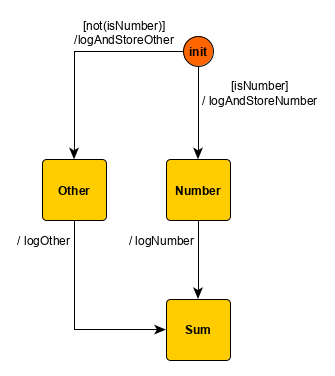 [not(isNumber)]
/logAndStoreOther
init
[isNumber]
/ logAndStoreNumber
Other
Number
/ logOther
/ logNumber
Sum